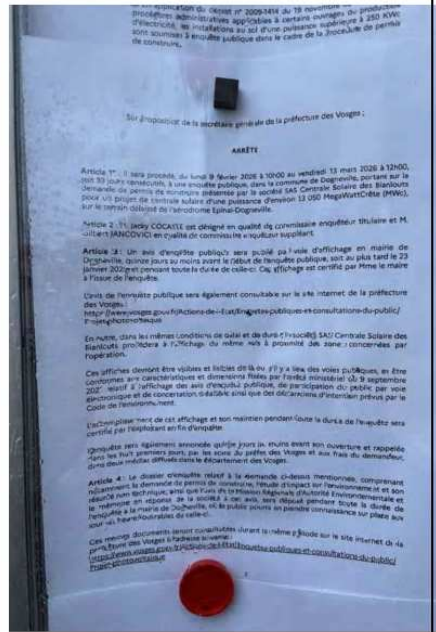 application du décret n° 2009-1414 du 19 novembre
procédures administratives applicables à certains ouvrages de production
d'électricité, les installations au sol d'une puissance supérieure à 250 KWc
sont soumises à enquête publique dans le cadre de la procédure de permis
de construire,
Sur proposition de la secrétaire générale de la préfecture des Vosges ;
ARRÊTE
Article 1er : Il sera procédé, du lundi 9 février 2026 à 10h00 au vendredi 13 mars 2026 à 12h00,
soit 33 jours consécutifs, à une enquête publique, dans la commune de Dogneville, portant sur la
demande de permis de construire présentée par la société SAS Centrale Solaire des Bianlouts
pour un projet de centrale solaire d'une puissance d'environ 13 050 MegaWattCrête (MWc),
sur le terrain délaissé de l'aérodrome Epinal-Dogneville.
Article 2 : M. Jacky COCASSE est désigné en qualité de commissaire enquêteur titulaire et M.
Gilbert JANCOVICI en qualité de commissaire enquêteur suppléant.
Article 3 : Un avis d'enquête publique sera publié par voie d'affichage en mairie de
Dogneville, quinze jours au moins avant le début de l'enquête publique, soit au plus tard le 23
janvier 2026 et pendant toute la durée de celle-ci. Cet affichage est certifié par Mme le maire
à l'issue de l'enquête.
L'avis de l'enquête publique sera également consultable sur le site internet de la préfecture
des Vosges :
En outre, dans les mêmes conditions de délai et de durée, la société SAS Centrale Solaire des
Bianlouts procédera à l'affichage du même avis à proximité des zones concernées par
l'opération.
Ces affiches devront être visibles et lisibles de la ou des voies publiques, et être
conformes aux caractéristiques et dimensions fixées par l'arrêté ministériel du 9 septembre
2021 relatif à l'affichage des avis d'enquête publique, de participation du public par voie
électronique et de concertation préalable ainsi que des déclarations d'intention prévus par le
Code de l'environnement.
L'accomplissement de cet affichage et son maintien pendant toute la durée de l'enquête sera
certifié par l'exploitant en fin d'enquête.
L'enquête sera également annoncée quinze jours au moins avant son ouverture et rappelée
dans les huit premiers jours, par les soins du préfet des Vosges et aux frais du demandeur,
dans deux médias diffusés dans le département des Vosges.
Article 4 : Le dossier d'enquête relatif à la demande ci-dessus mentionnée, comprenant
notamment la demande de permis de construire, l'étude d'impact sur l'environnement et son
résumé non technique, ainsi que l'avis de la Mission Régionale d'Autorité Environnementale et
le mémoire en réponse de la société à cet avis, sera déposé pendant toute la durée de
l'enquête à la mairie de Dogneville, où le public pourra en prendre connaissance sur place aux
jours et heures ouvrables de celle-ci.
Ces mêmes documents seront consultables durant la même période sur le site internet de la
préfecture des Vosges à l'adresse suivante :